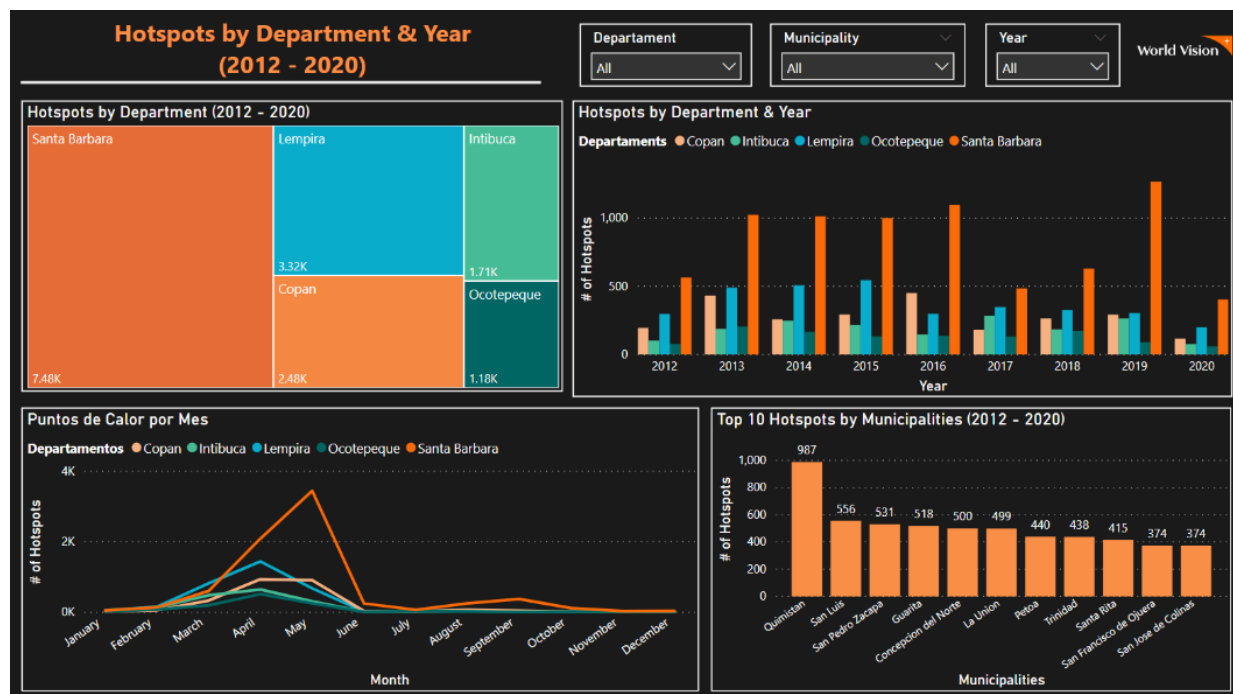 Hotspots by Department & Year
(2012 - 2020)
Departament
All
Municipality
All
Year
All
World Vision
Hotspots by Department (2012 - 2020)
Santa Barbara
7.48K
Lempira
3.32K
Copan
2.48K
Intibuca
1.71K
Ocotepeque
1.18K
Hotspots by Department & Year
Departaments Copan Intibuca Lempira Ocotepeque Santa Barbara
# of Hotspots
1,000
500
0
2012 2013 2014 2015 2016 2017 2018 2019 2020
Year
Puntos de Calor por Mes
Departamentos Copan Intibuca Lempira Ocotepeque Santa Barbara
# of Hotspots
4K
2K
0K
January February March April May June July August September October November December
Month
Top 10 Hotspots by Municipalities (2012 - 2020)
# of Hotspots
1,000
800
600
400
200
0
987 556 531 518 500 499 440 438 415 374 374
Quimistan San Luis San Pedro Zacapa Guarita Concepcion del Norte La Union Petoa Trinidad Santa Rita San Francisco de Ojuera San Jose de Colinas
Municipalities